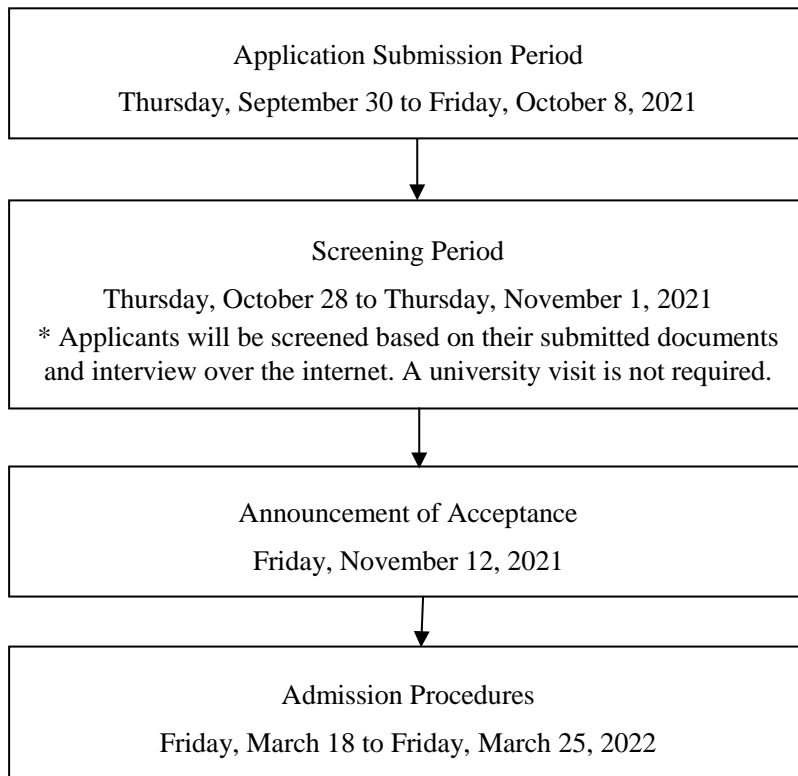 Application Submission Period
Thursday, September 30 to Friday, October 8, 2021
Screening Period
Thursday, October 28 to Thursday, November 1, 2021
* Applicants will be screened based on their submitted documents
and interview over the internet. A university visit is not required.
Announcement of Acceptance
Friday, November 12, 2021
Admission Procedures
Friday, March 18 to Friday, March 25, 2022